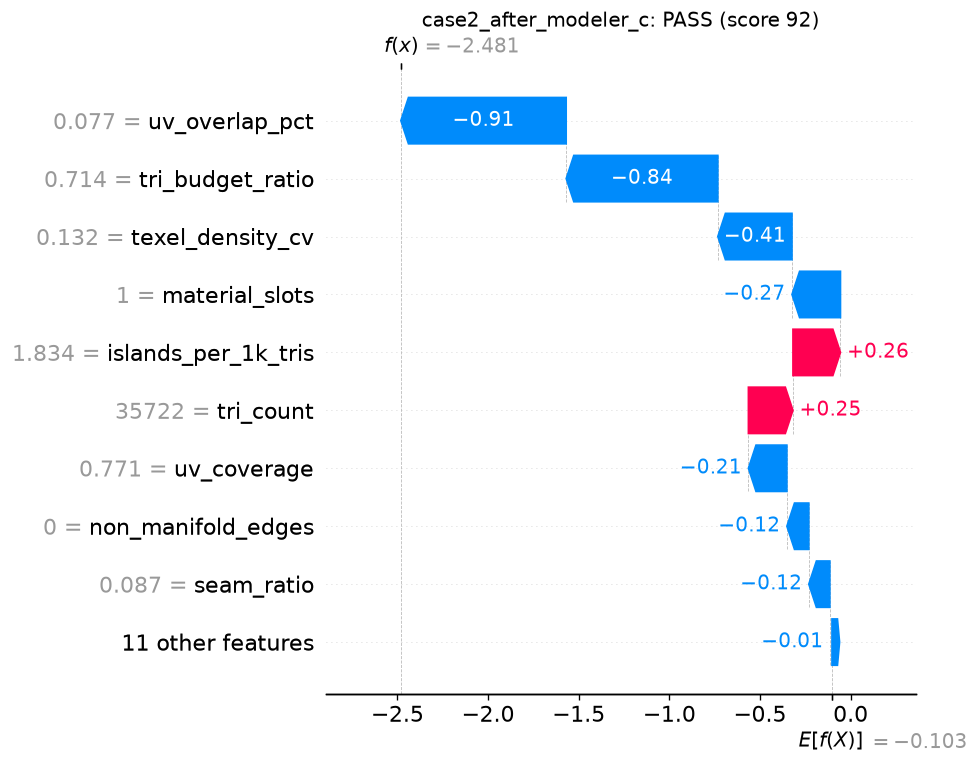 case2_after_modeler_c: PASS (score 92)
f(x) = −2.481
0.077 = uv_overlap_pct
−0.91
0.714 = tri_budget_ratio
−0.84
0.132 = texel_density_cv
−0.41
1 = material_slots
−0.27
1.834 = islands_per_1k_tris
+0.26
35722 = tri_count
+0.25
0.771 = uv_coverage
−0.21
0 = non_manifold_edges
−0.12
0.087 = seam_ratio
−0.12
11 other features
−0.01
−2.5 −2.0 −1.5 −1.0 −0.5 0.0
E[f(X)] = −0.103